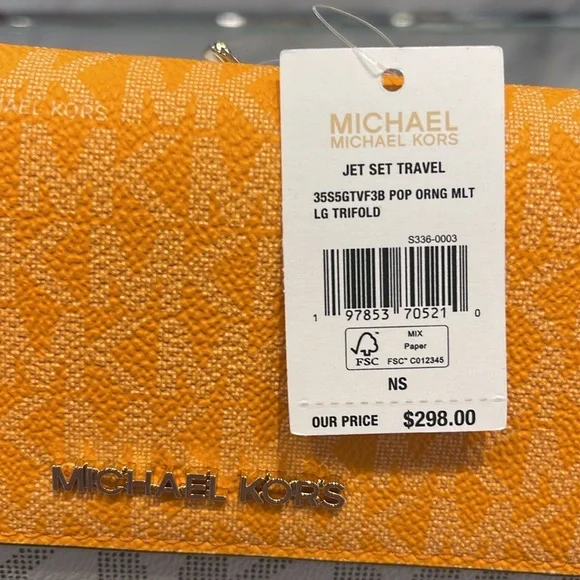 MICHAEL
MICHAEL KORS
JET SET TRAVEL
35S5GTVF3B POP ORNG MLT
LG TRIFOLD
S336-0003
1 97853 70521 0
MIX
Paper
FSC
FSC™ C012345
NS
OUR PRICE $298.00
MICHAEL KORS